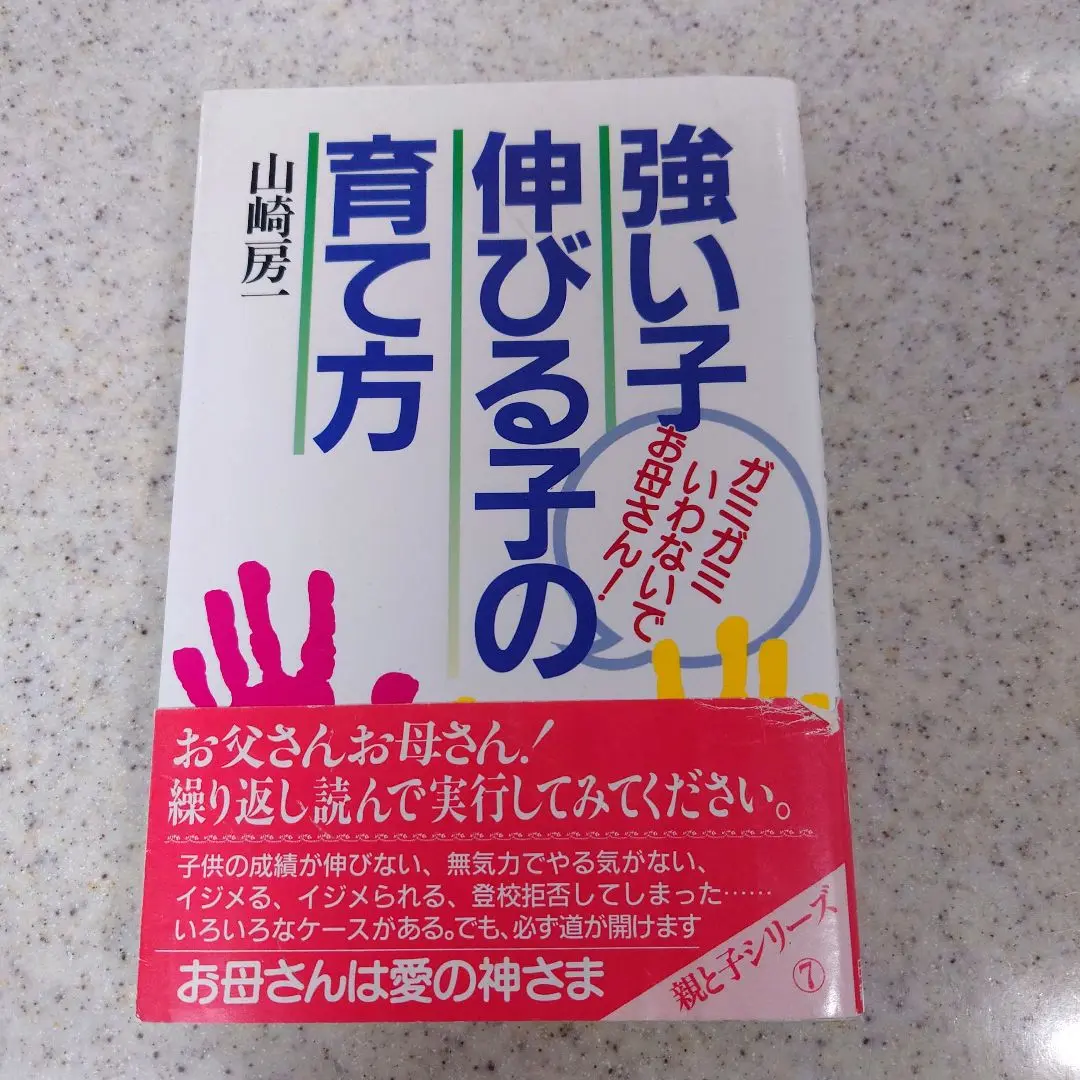 強い子
伸びる子の
育て方
山崎房一
ガミガミ
いわないで
お母さん!
お父さんお母さん!
繰り返し読んで実行してみてください。
子供の成績が伸びない、無気力でやる気がない、
イジメる、イジメられる、登校拒否してしまった……
いろいろなケースがある。でも、必ず道が開けます
お母さんは愛の神さま
親と子シリーズ
⑦